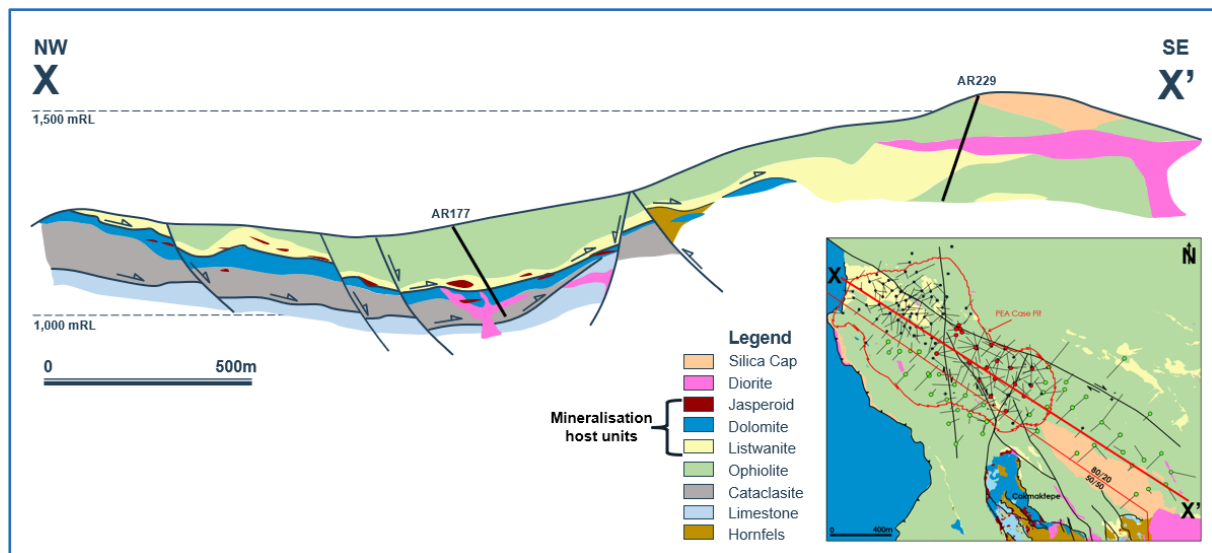 NW
X
SE
X'
AR229
1,500 mRL
AR177
1,000 mRL
0 500m
Legend
Silica Cap
Diorite
Jasperoid
Dolomite
Listwanite
Ophiolite
Cataclasite
Limestone
Hornfels
Mineralisation
host units
N
X
PEA Case Pit
80/20
50/50
Cakmaktepe
X'
0 400m